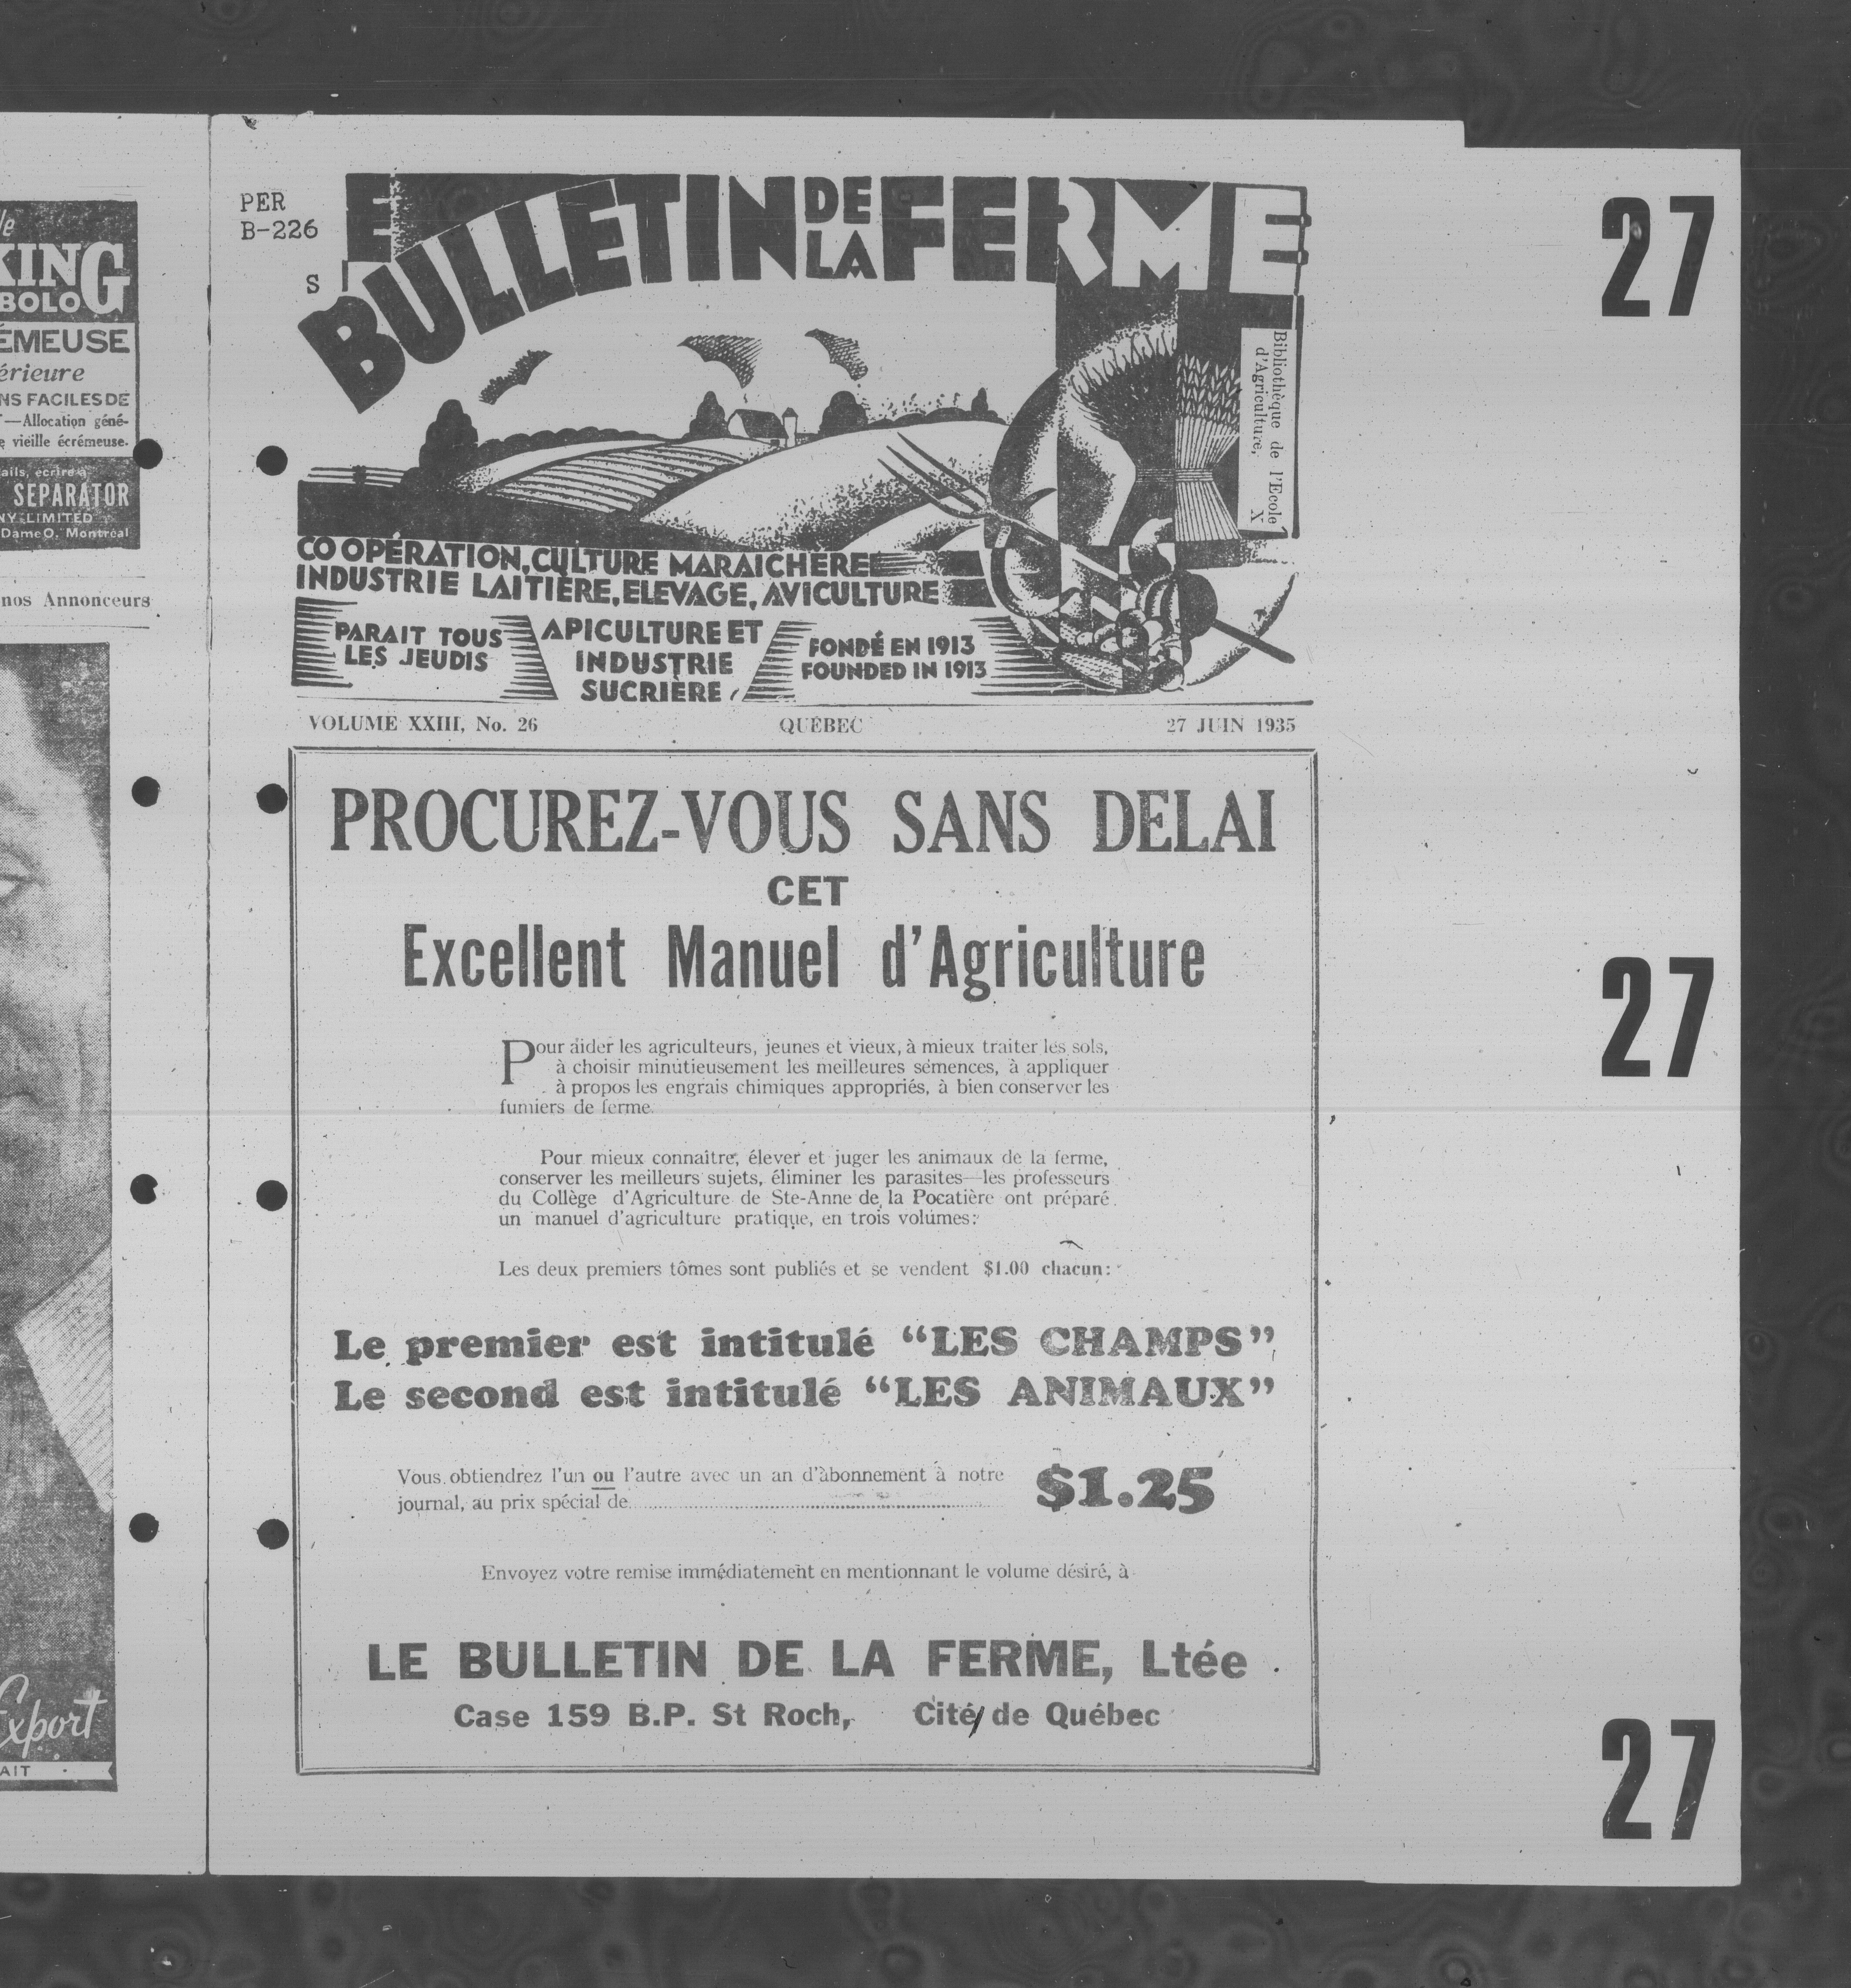 le
KING
BOLO
ÉMEUSE
érieure
NS FACILES DE
T—Allocation géné-
e vieille écrémeuse.
ails, écrire à
SEPARATOR
NY LIMITED
Dame O. Montréal
nos Annonceurs
Export
AIT
PER
B-226
S
LE
BULLETIN DE LA FERME
Bibliothèque de l'Ecole
d'Agriculture, X
COOPÉRATION, CULTURE MARAICHÈRE
INDUSTRIE LAITIÈRE, ELEVAGE, AVICULTURE
PARAIT TOUS
LES JEUDIS
APICULTURE ET
INDUSTRIE
SUCRIÈRE
FONDÉ EN 1913
FOUNDED IN 1913
VOLUME XXIII, No. 26 QUÉBEC 27 JUIN 1935
PROCUREZ-VOUS SANS DELAI
CET
Excellent Manuel d'Agriculture
Pour aider les agriculteurs, jeunes et vieux, à mieux traiter les sols,
à choisir minutieusement les meilleures semences, à appliquer
à propos les engrais chimiques appropriés, à bien conserver les
fumiers de ferme.
Pour mieux connaître, élever et juger les animaux de la ferme,
conserver les meilleurs sujets, éliminer les parasites—les professeurs
du Collège d'Agriculture de Ste-Anne de la Pocatière ont préparé
un manuel d'agriculture pratique, en trois volumes:
Les deux premiers tômes sont publiés et se vendent $1.00 chacun:
Le premier est intitulé “LES CHAMPS”
Le second est intitulé “LES ANIMAUX”
Vous obtiendrez l'un ou l'autre avec un an d'abonnement à notre
journal, au prix spécial de........ $1.25
Envoyez votre remise immédiatement en mentionnant le volume désiré, à
LE BULLETIN DE LA FERME, Ltée
Case 159 B.P. St Roch, Cité de Québec
27
27
27